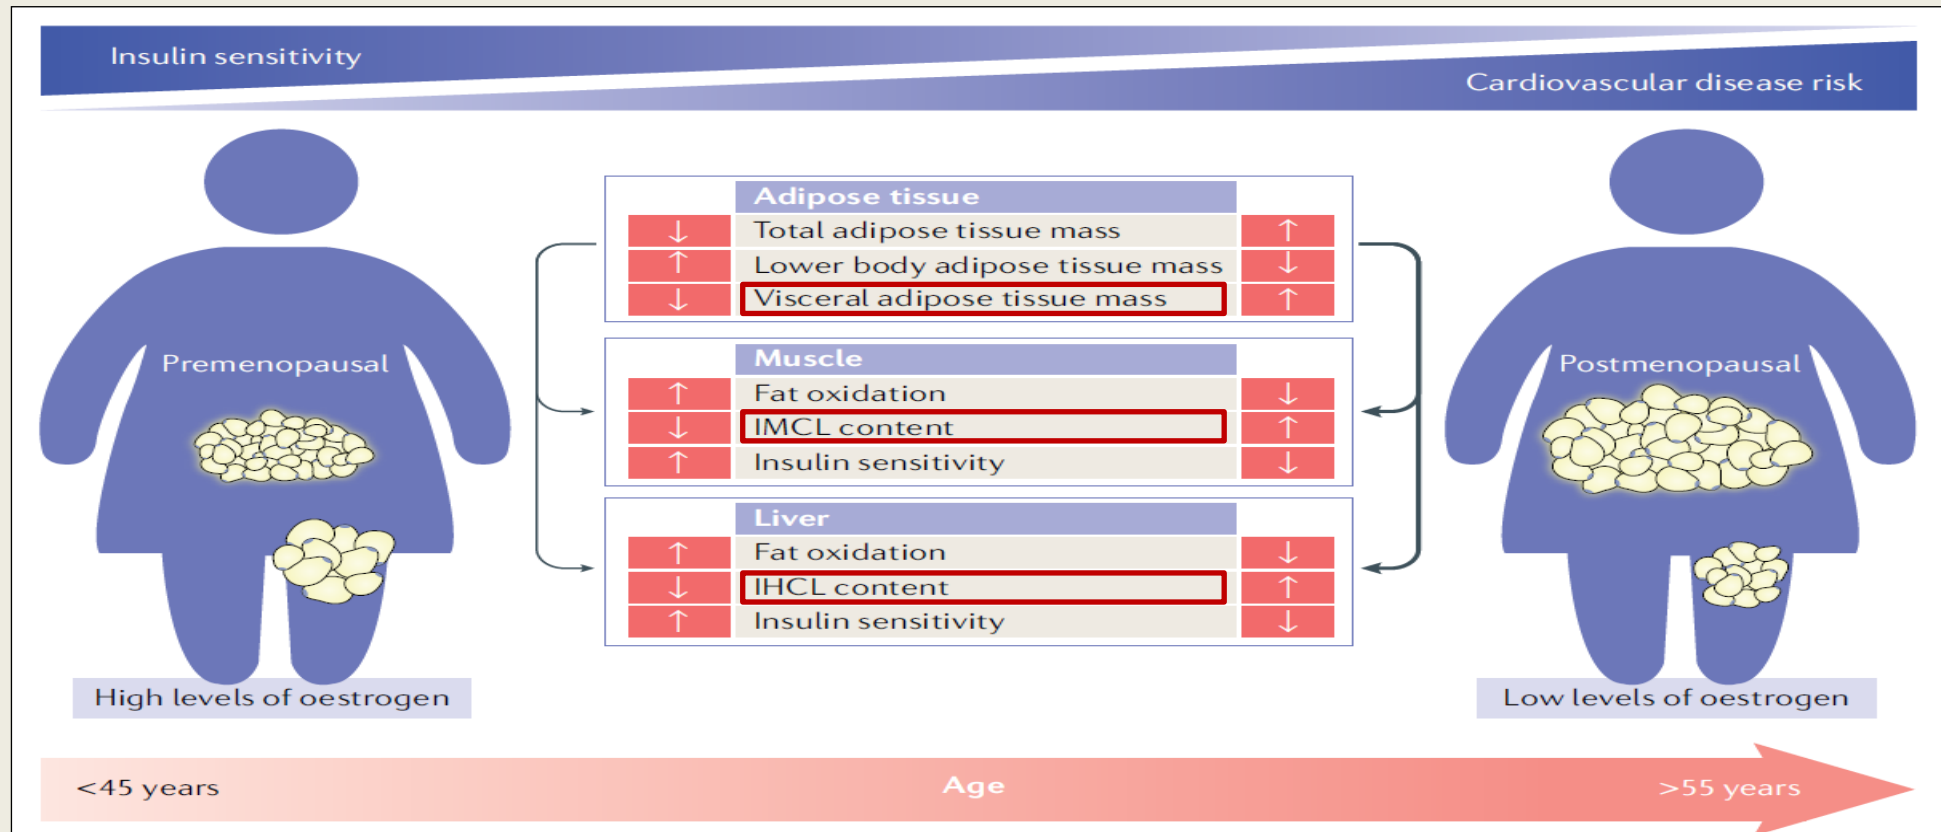 Insulin sensitivity
Cardiovascular disease risk
Adipose tissue
↓ Total adipose tissue mass ↑
↑ Lower body adipose tissue mass ↓
↓ Visceral adipose tissue mass ↑
Premenopausal
Muscle
Postmenopausal
↑ Fat oxidation ↓
↓ IMCL content ↑
↑ Insulin sensitivity ↓
Liver
↑ Fat oxidation ↓
↓ IHCL content ↑
↑ Insulin sensitivity ↓
High levels of oestrogen
Low levels of oestrogen
<45 years
Age
>55 years